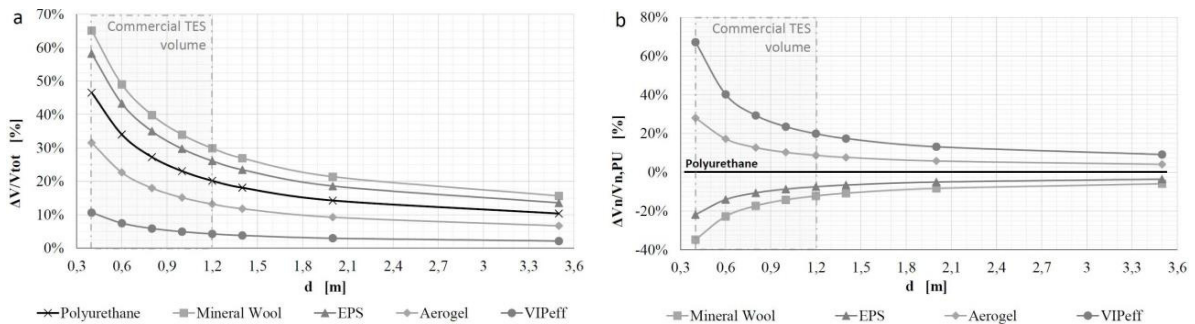 a
Commercial TES
volume
ΔV/Vtot [%]
70%
60%
50%
40%
30%
20%
10%
0%
0,3 0,6 0,9 1,2 1,5 1,8 2,1 2,4 2,7 3 3,3 3,6
d [m]
Polyurethane Mineral Wool EPS Aerogel VIPeff
b
Commercial TES
volume
ΔVn/Vn,PU [%]
80%
60%
40%
20%
0%
-20%
-40%
Polyurethane
0,3 0,6 0,9 1,2 1,5 1,8 2,1 2,4 2,7 3 3,3 3,6
d [m]
Mineral Wool EPS Aerogel VIPeff